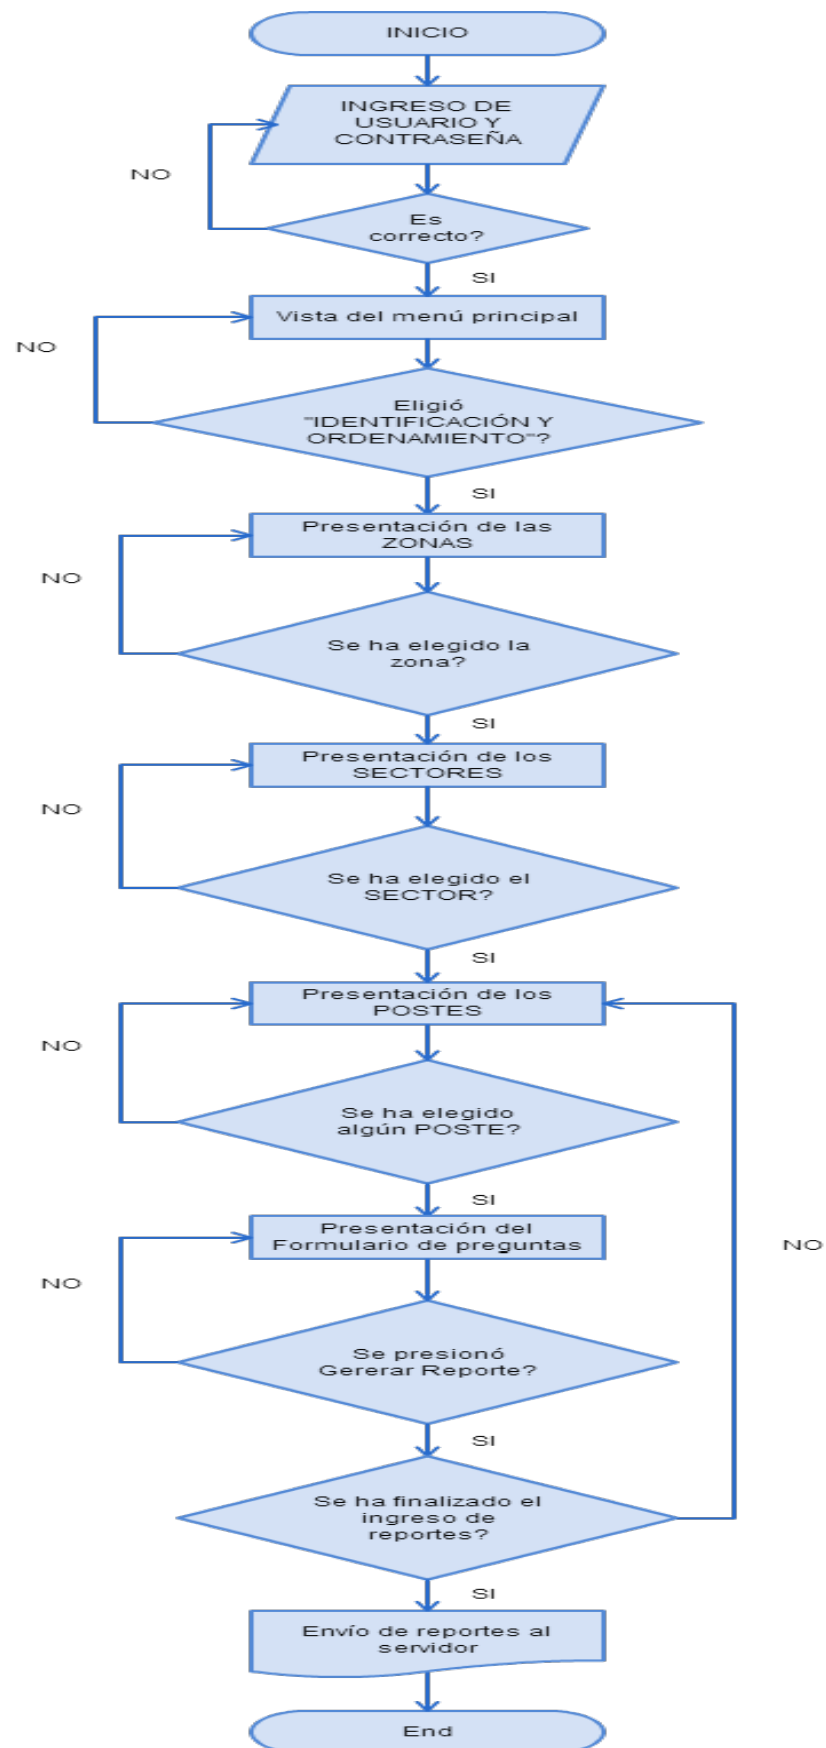 INICIO
INGRESO DE
USUARIO Y
CONTRASEÑA
NO
Es
correcto?
SI
Vista del menú principal
NO
Eligió
"IDENTIFICACIÓN Y
ORDENAMIENTO"?
SI
Presentación de las
ZONAS
NO
Se ha elegido la
zona?
SI
Presentación de los
SECTORES
NO
Se ha elegido el
SECTOR?
SI
Presentación de los
POSTES
NO
Se ha elegido
algún POSTE?
SI
Presentación del
Formulario de preguntas
NO
NO
Se presionó
Gererar Reporte?
SI
Se ha finalizado el
ingreso de
reportes?
SI
Envío de reportes al
servidor
End